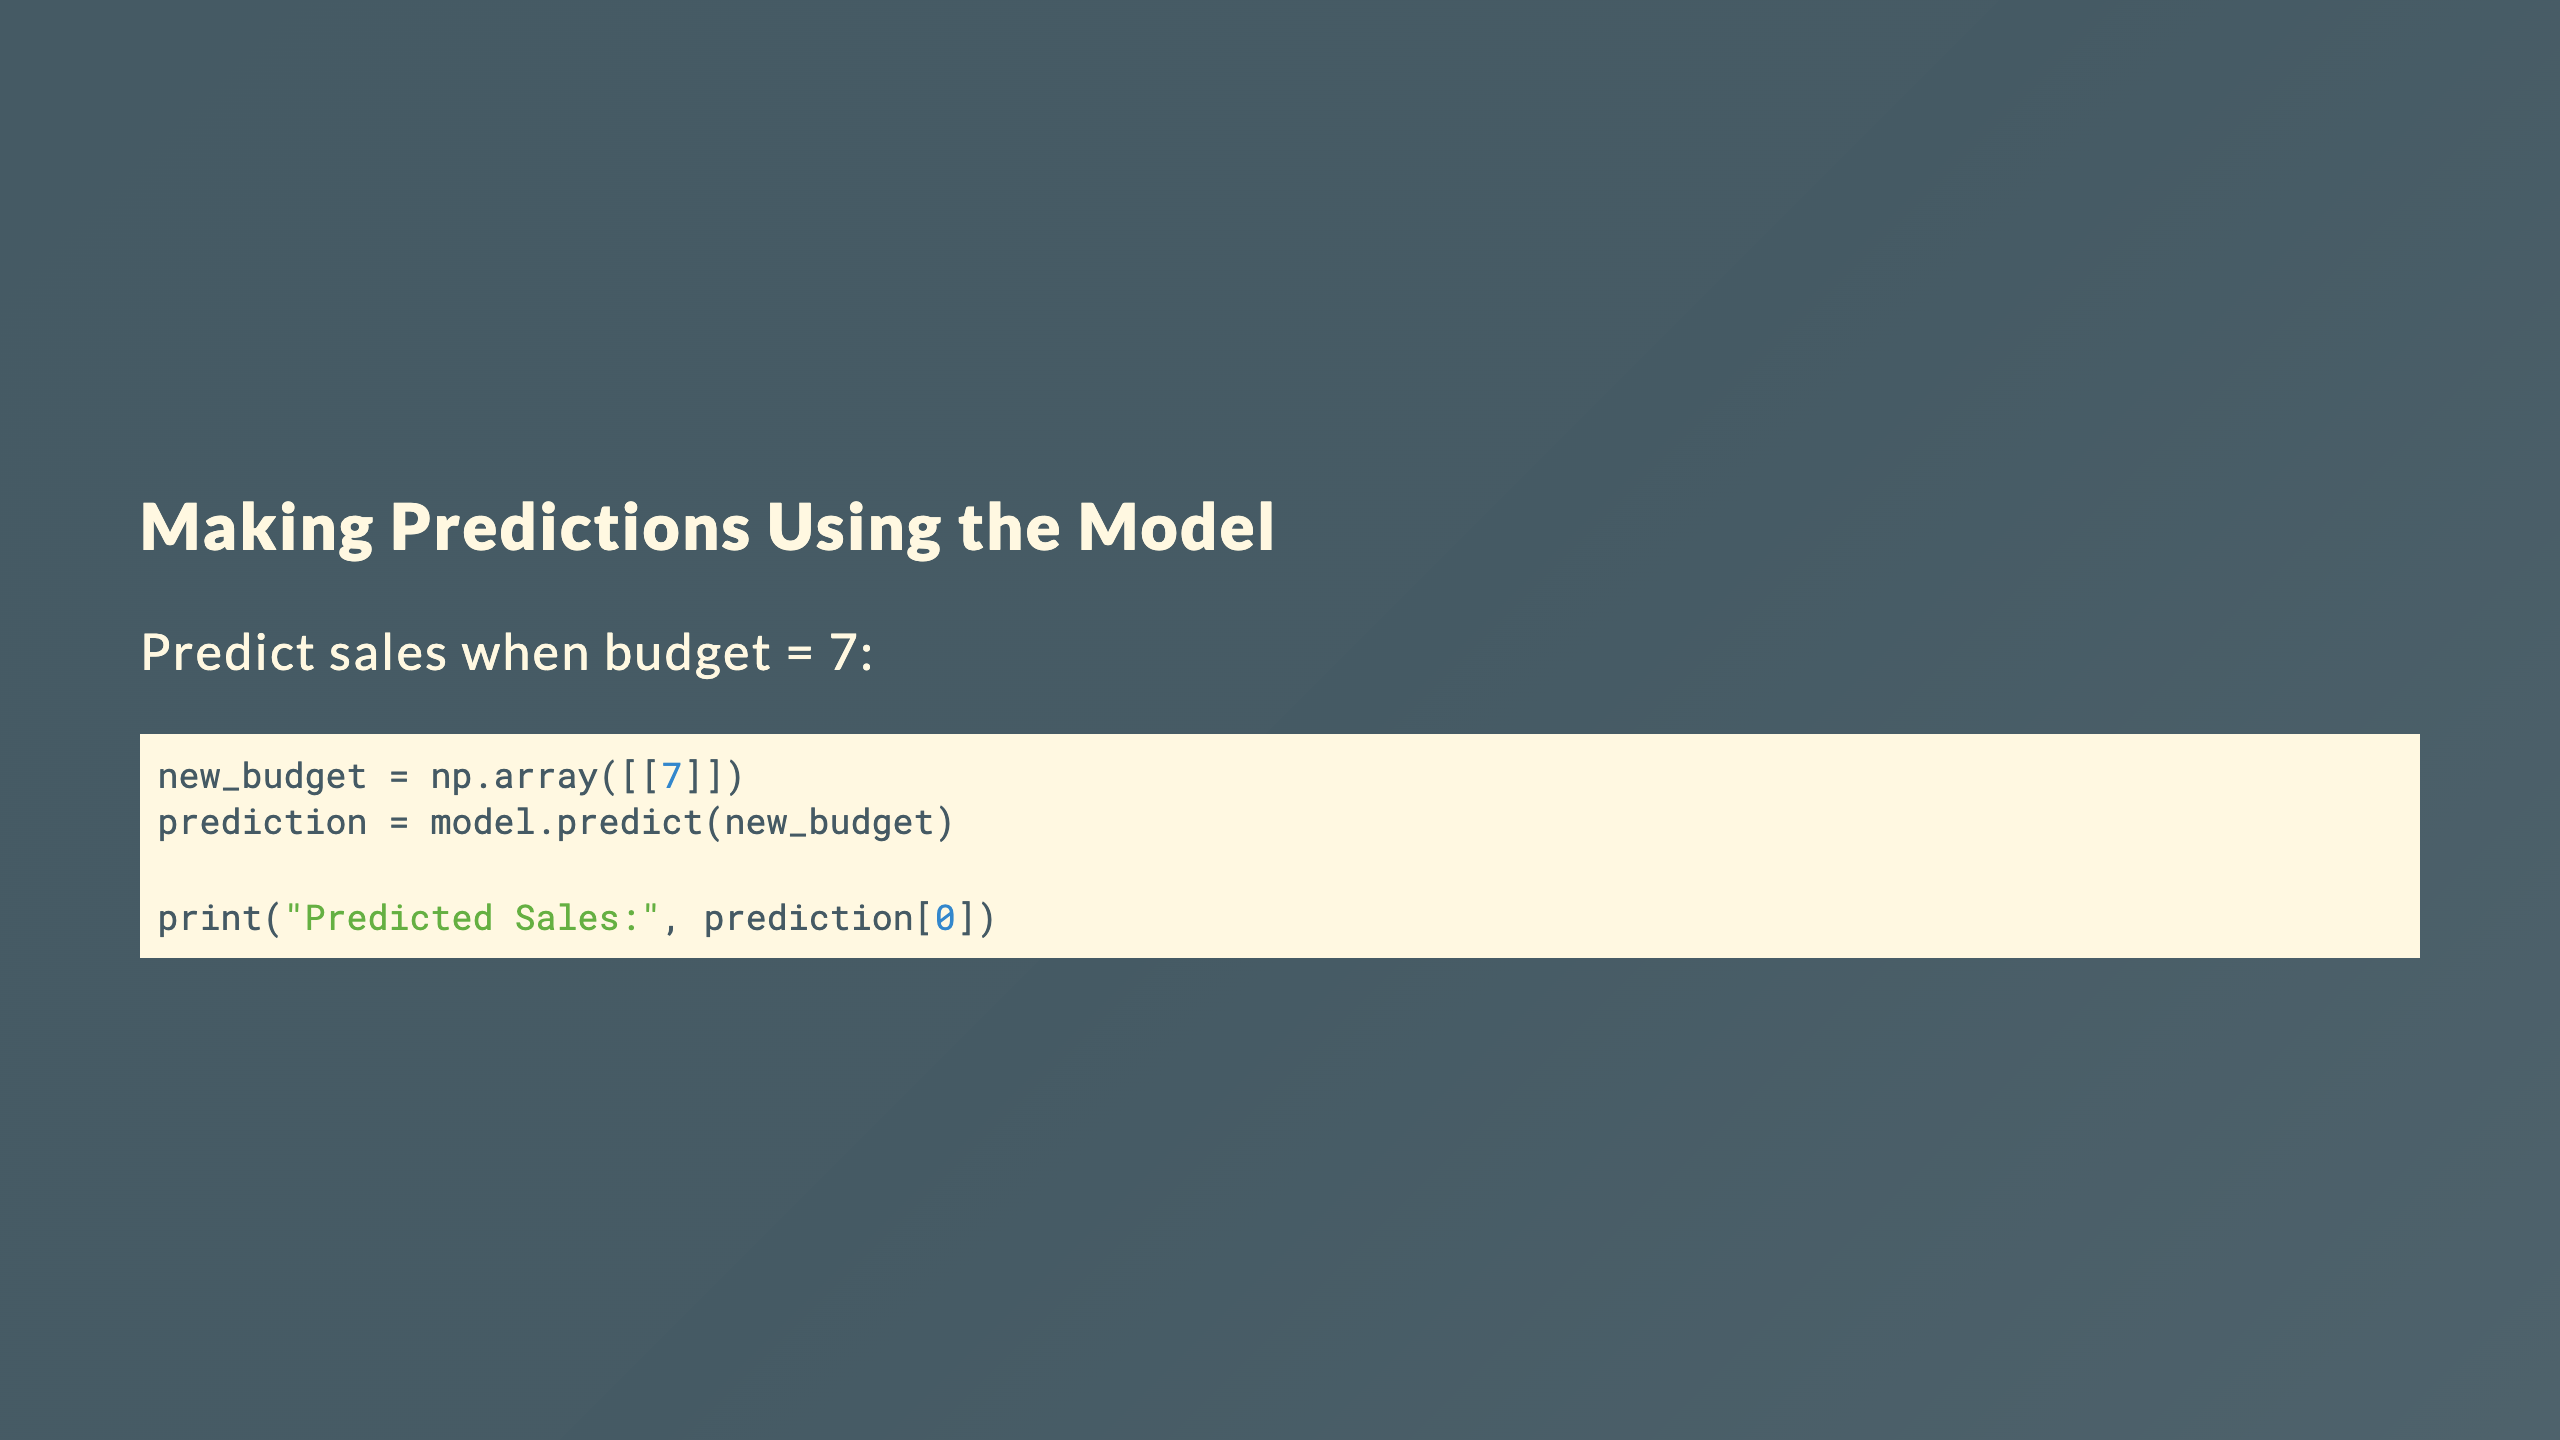 Making Predictions Using the Model
Predict sales when budget = 7:
new_budget = np.array([[7]])
prediction = model.predict(new_budget)
print("Predicted Sales:", prediction[0])